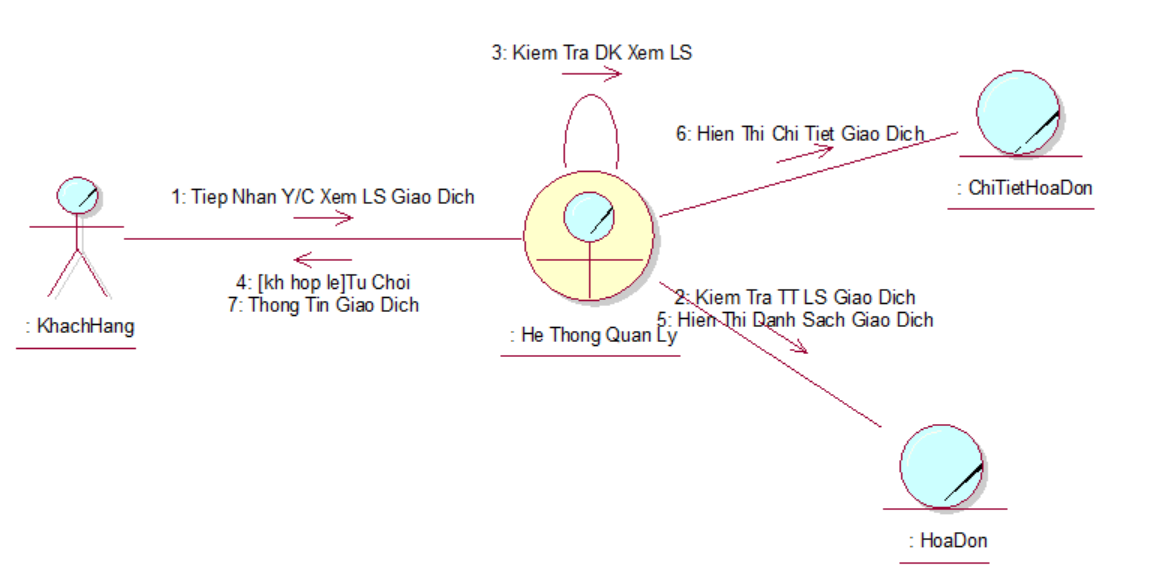 3: Kiem Tra DK Xem LS
6: Hien Thi Chi Tiet Giao Dich
: ChiTietHoaDon
1: Tiep Nhan Y/C Xem LS Giao Dich
4: [kh hop le]Tu Choi
7: Thong Tin Giao Dich
: KhachHang
2: Kiem Tra TT LS Giao Dich
5: Hien Thi Danh Sach Giao Dich
: He Thong Quan Ly
: HoaDon